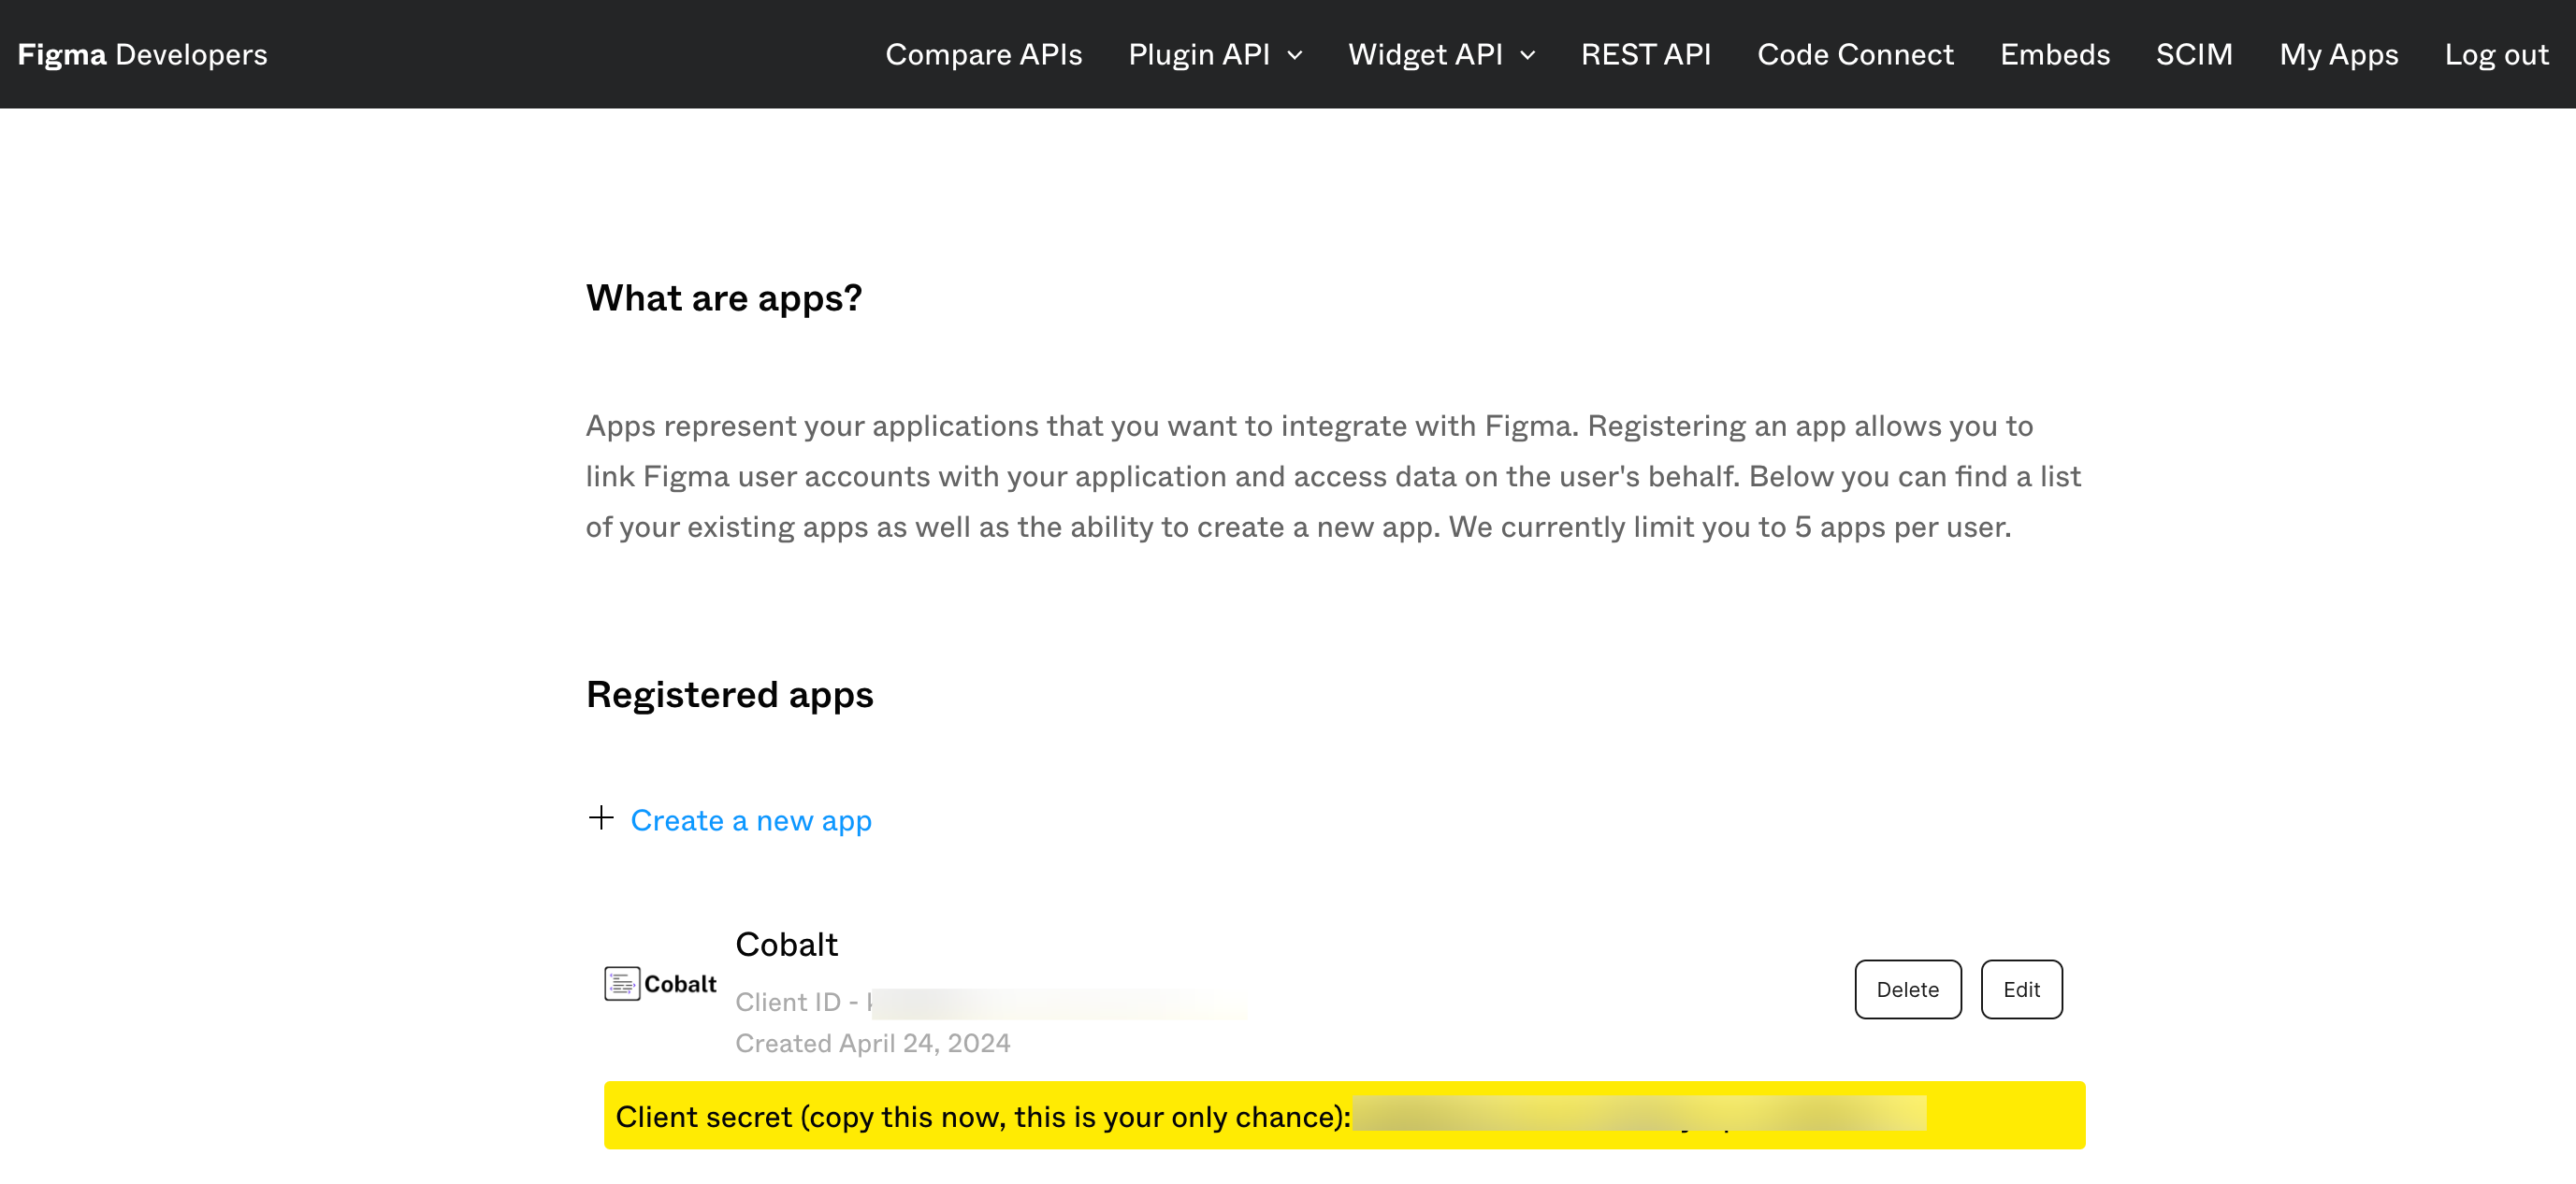 Figma Developers
Compare APIs Plugin API Widget API REST API Code Connect Embeds SCIM My Apps Log out
What are apps?
Apps represent your applications that you want to integrate with Figma. Registering an app allows you to
link Figma user accounts with your application and access data on the user's behalf. Below you can find a list
of your existing apps as well as the ability to create a new app. We currently limit you to 5 apps per user.
Registered apps
+ Create a new app
Cobalt
Cobalt
Client ID -
Created April 24, 2024
Delete
Edit
Client secret (copy this now, this is your only chance):